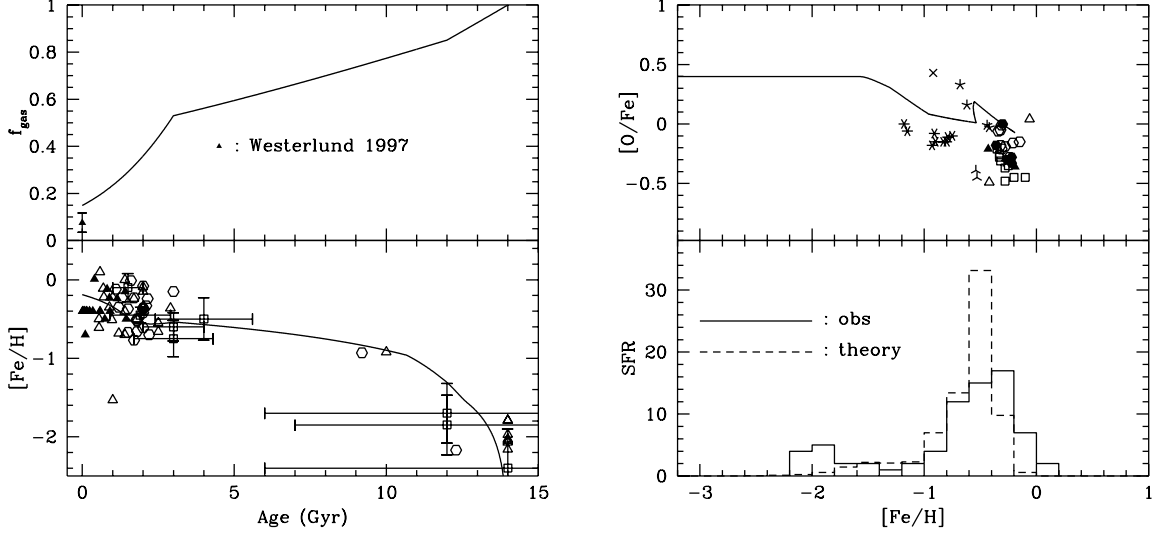 1
0.8
0.6
0.4
0.2
0
f_gas
: Westerlund 1997
0
−1
−2
[Fe/H]
0 5 10 15
Age (Gyr)
1
0.5
0
−0.5
[O/Fe]
30
20
10
0
SFR
: obs
: theory
−3 −2 −1 0 1
[Fe/H]